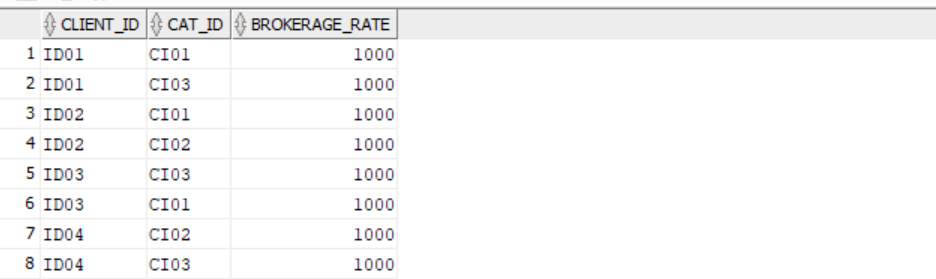 CLIENT_ID CAT_ID BROKERAGE_RATE
1 ID01 CI01 1000
2 ID01 CI03 1000
3 ID02 CI01 1000
4 ID02 CI02 1000
5 ID03 CI03 1000
6 ID03 CI01 1000
7 ID04 CI02 1000
8 ID04 CI03 1000